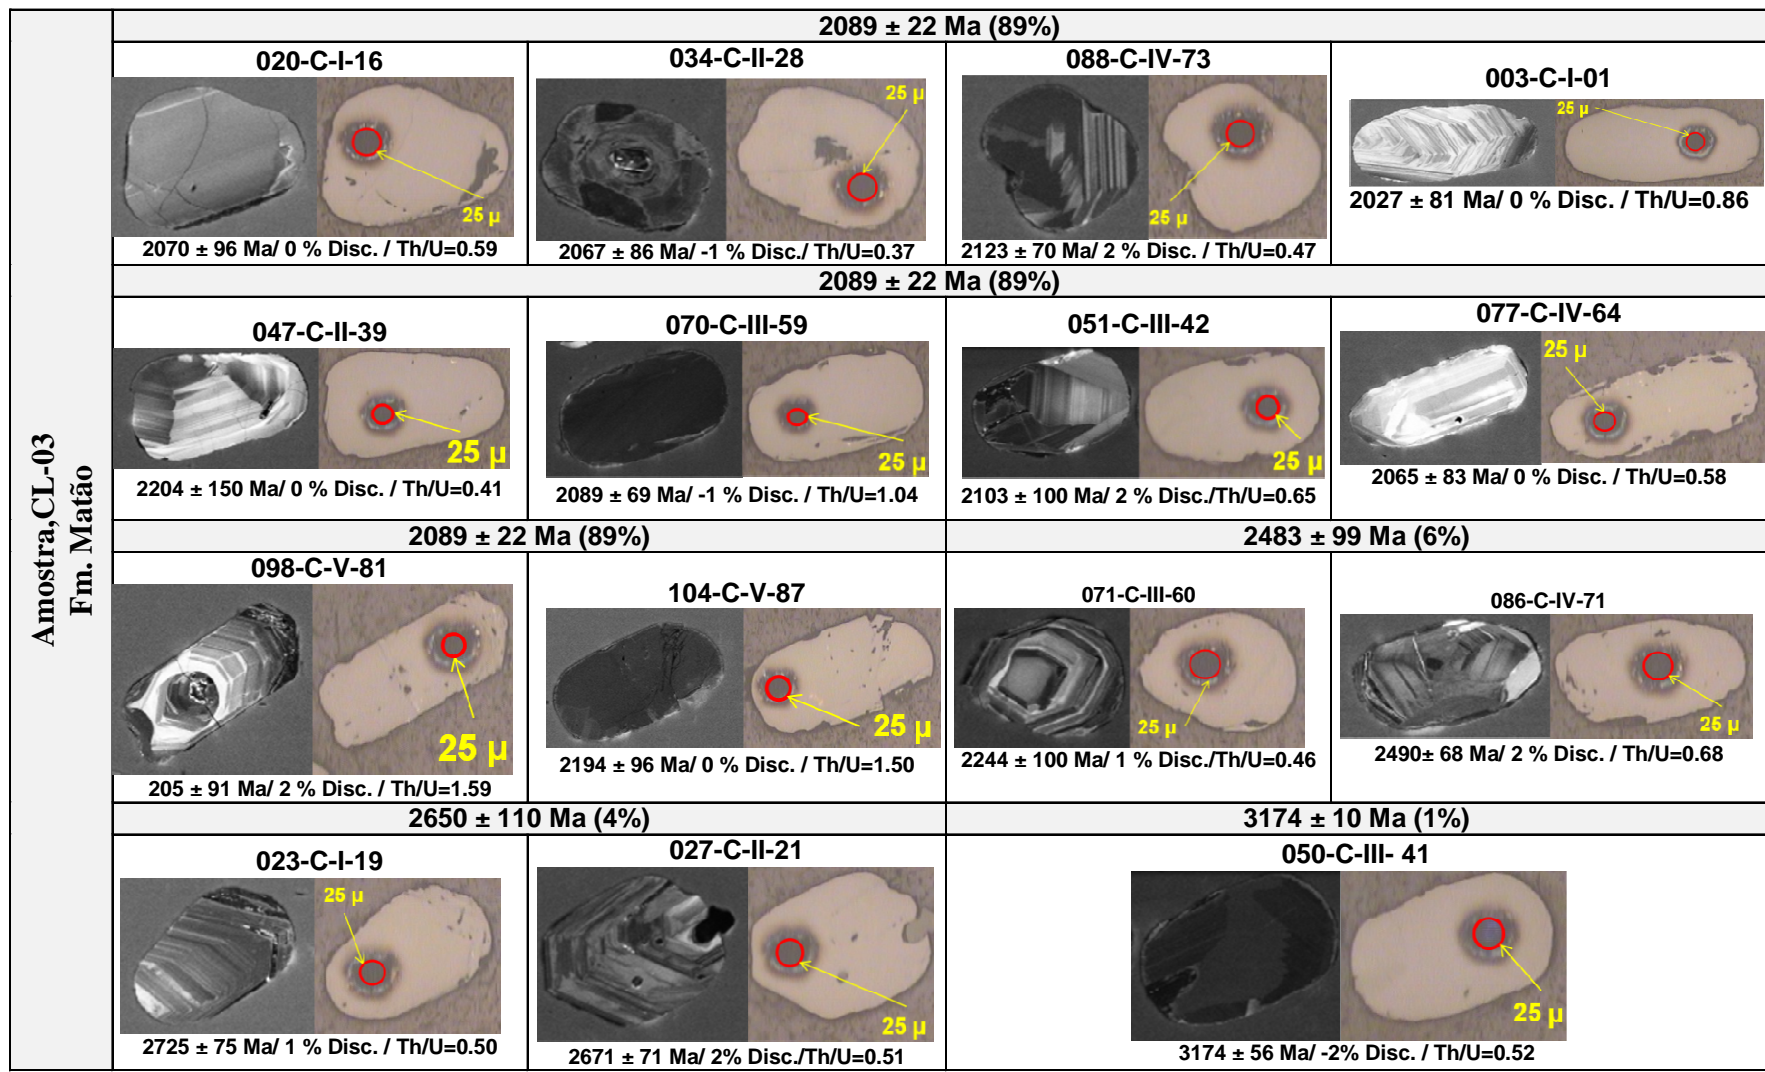 Amostra,CL-03
Fm. Matão
2089 ± 22 Ma (89%)
020-C-I-16
25 µ
2070 ± 96 Ma/ 0 % Disc. / Th/U=0.59
034-C-II-28
25 µ
2067 ± 86 Ma/ -1 % Disc. / Th/U=0.37
088-C-IV-73
25 µ
2123 ± 70 Ma/ 2 % Disc. / Th/U=0.47
003-C-I-01
25 µ
2027 ± 81 Ma/ 0 % Disc. / Th/U=0.86
2089 ± 22 Ma (89%)
047-C-II-39
25 µ
2204 ± 150 Ma/ 0 % Disc. / Th/U=0.41
070-C-III-59
25 µ
2089 ± 69 Ma/ -1 % Disc. / Th/U=1.04
051-C-III-42
25 µ
2103 ± 100 Ma/ 2 % Disc./Th/U=0.65
077-C-IV-64
25 µ
2065 ± 83 Ma/ 0 % Disc. / Th/U=0.58
2089 ± 22 Ma (89%)
2483 ± 99 Ma (6%)
098-C-V-81
25 µ
205 ± 91 Ma/ 2 % Disc. / Th/U=1.59
104-C-V-87
25 µ
2194 ± 96 Ma/ 0 % Disc. / Th/U=1.50
071-C-III-60
25 µ
2244 ± 100 Ma/ 1 % Disc./Th/U=0.46
086-C-IV-71
25 µ
2490± 68 Ma/ 2 % Disc. / Th/U=0.68
2650 ± 110 Ma (4%)
3174 ± 10 Ma (1%)
023-C-I-19
25 µ
2725 ± 75 Ma/ 1 % Disc. / Th/U=0.50
027-C-II-21
25 µ
2671 ± 71 Ma/ 2% Disc./Th/U=0.51
050-C-III- 41
25 µ
3174 ± 56 Ma/ -2% Disc. / Th/U=0.52